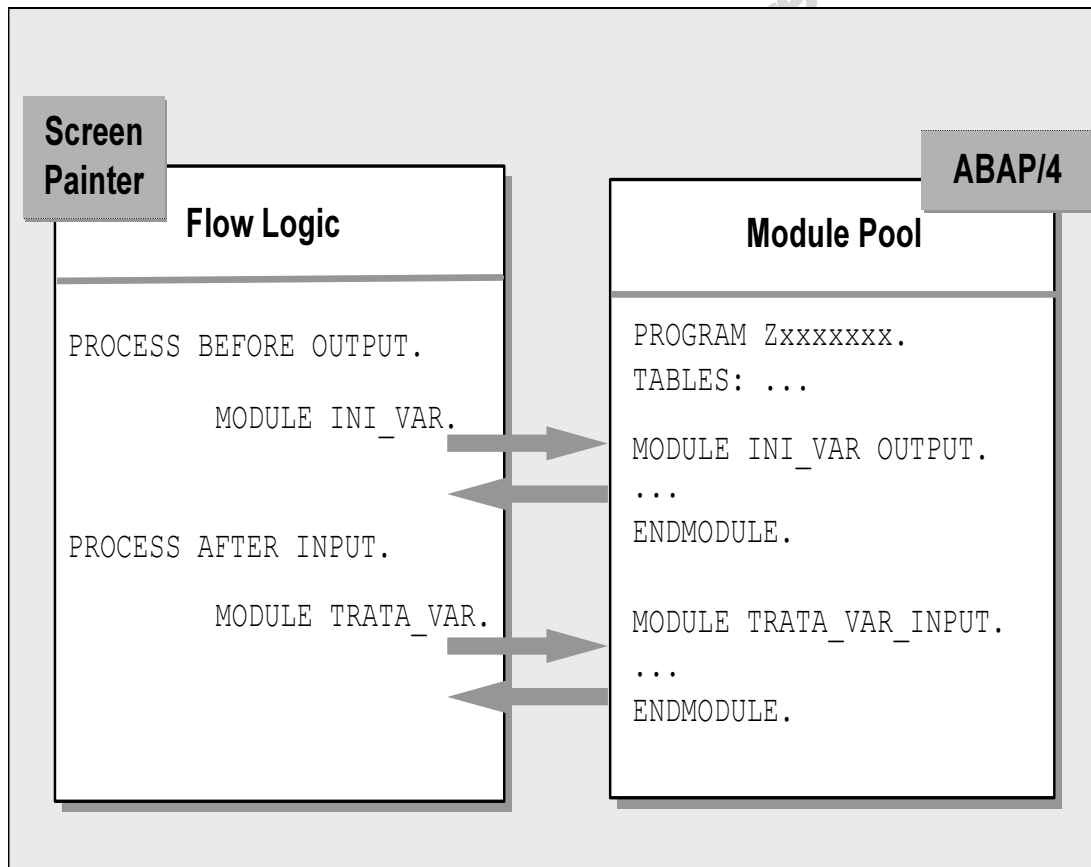 Screen
Painter
Flow Logic
PROCESS BEFORE OUTPUT.
MODULE INI_VAR.
PROCESS AFTER INPUT.
MODULE TRATA_VAR.
ABAP/4
Module Pool
PROGRAM Zxxxxxxx.
TABLES: ...
MODULE INI_VAR OUTPUT.
...
ENDMODULE.
MODULE TRATA_VAR_INPUT.
...
ENDMODULE.